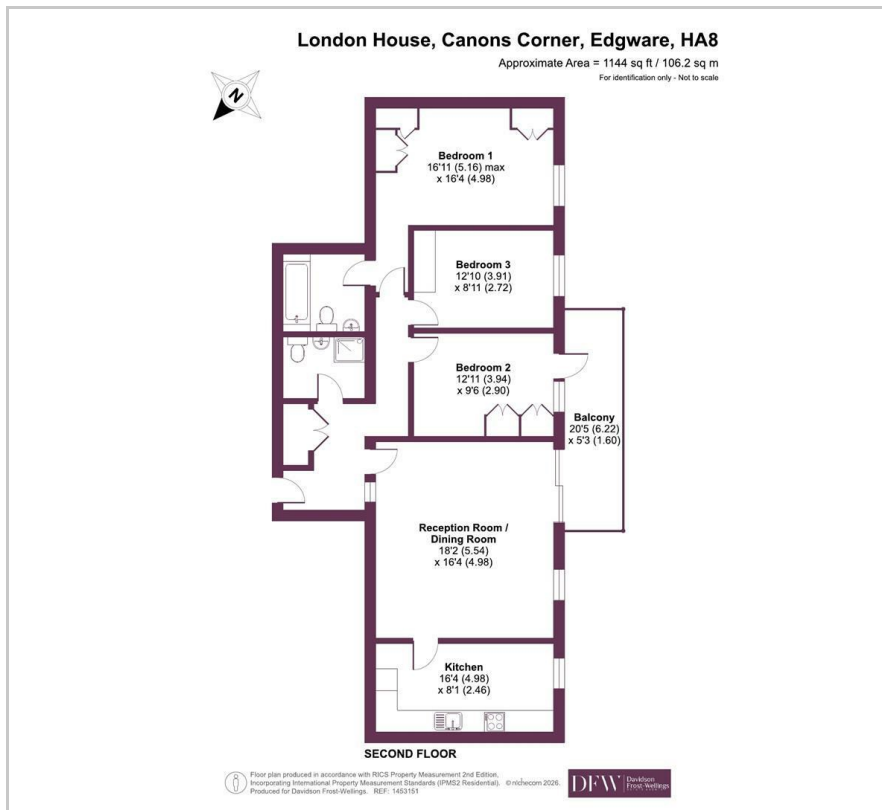 London House, Canons Corner, Edgware, HA8
Approximate Area = 1144 sq ft / 106.2 sq m
For identification only - Not to scale
N
Bedroom 1
16'11 (5.16) max
x 16'4 (4.98)
Bedroom 3
12'10 (3.91)
x 8'11 (2.72)
Bedroom 2
12'11 (3.94)
x 9'6 (2.90)
Balcony
20'5 (6.22)
x 5'3 (1.60)
Reception Room /
Dining Room
18'2 (5.54)
x 16'4 (4.98)
Kitchen
16'4 (4.98)
x 8'1 (2.46)
SECOND FLOOR
Floor plan produced in accordance with RICS Property Measurement 2nd Edition,
Incorporating International Property Measurement Standards (IPMS2 Residential). © nichecom 2026.
Produced for Davidson Frost-Wellings. REF: 1453151
DFW
Davidson
Frost-Wellings